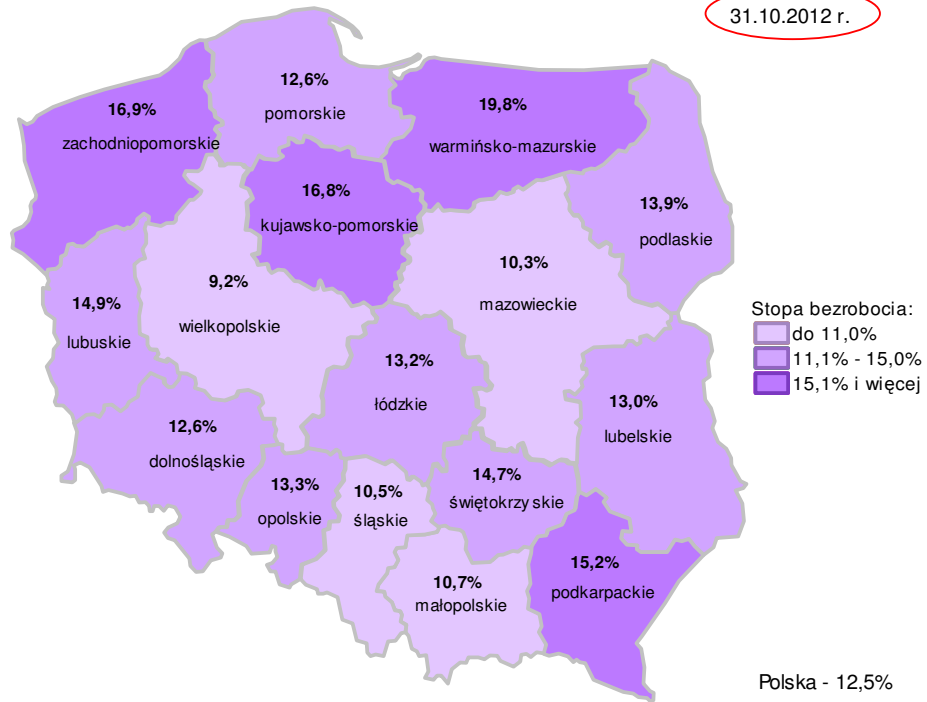 31.10.2012 r.
12,6%
pomorskie
16,9%
zachodniopomorskie
19,8%
warmińsko-mazurskie
16,8%
kujawsko-pomorskie
13,9%
podlaskie
10,3%
mazowieckie
9,2%
wielkopolskie
14,9%
lubuskie
13,2%
łódzkie
13,0%
lubelskie
12,6%
dolnośląskie
13,3%
opolskie
10,5%
śląskie
14,7%
świętokrzyskie
15,2%
podkarpackie
10,7%
małopolskie
Stopa bezrobocia:
do 11,0%
11,1% - 15,0%
15,1% i więcej
Polska - 12,5%